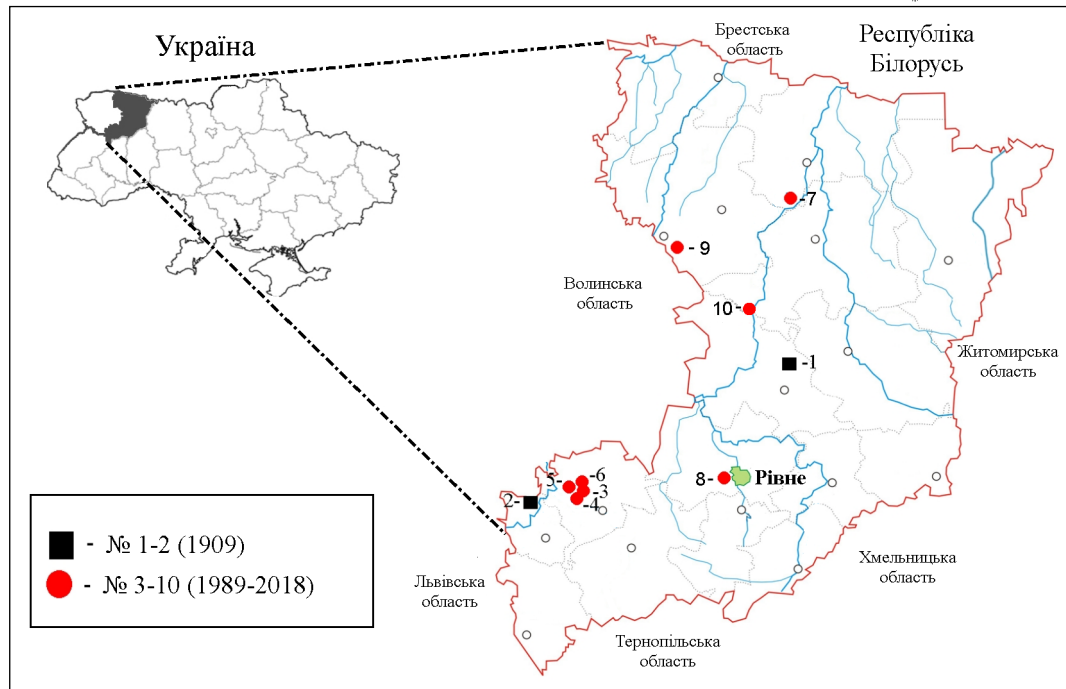 Україна
Брестська
область
Республіка
Білорусь
-7
- 9
Волинська
область
10-
Житомирська
область
-1
5-
-6
-3
2-
-4
8-
Рівне
- № 1-2 (1909)
- № 3-10 (1989-2018)
Львівська
область
Хмельницька
область
Тернопільська
область